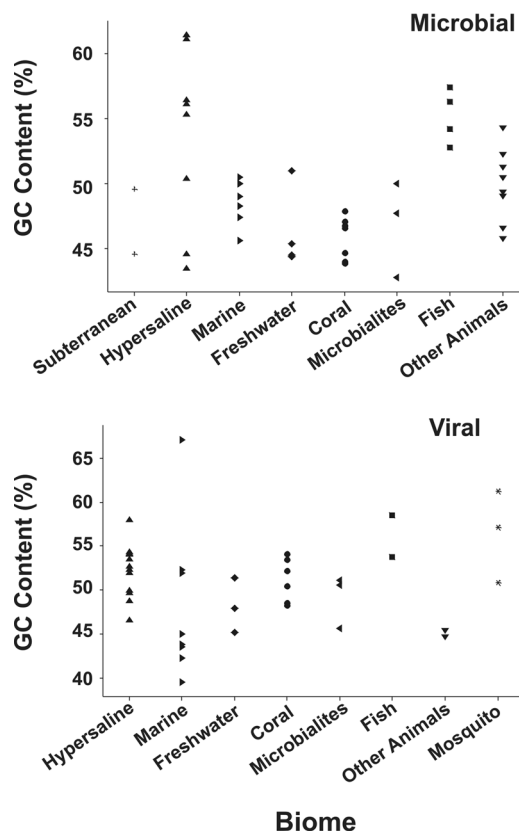 Microbial
GC Content (%)
60
55
50
45
Subterranean
Hypersaline
Marine
Freshwater
Coral
Microbialites
Fish
Other Animals
Viral
GC Content (%)
65
60
55
50
45
40
Hypersaline
Marine
Freshwater
Coral
Microbialites
Fish
Other Animals
Mosquito
Biome